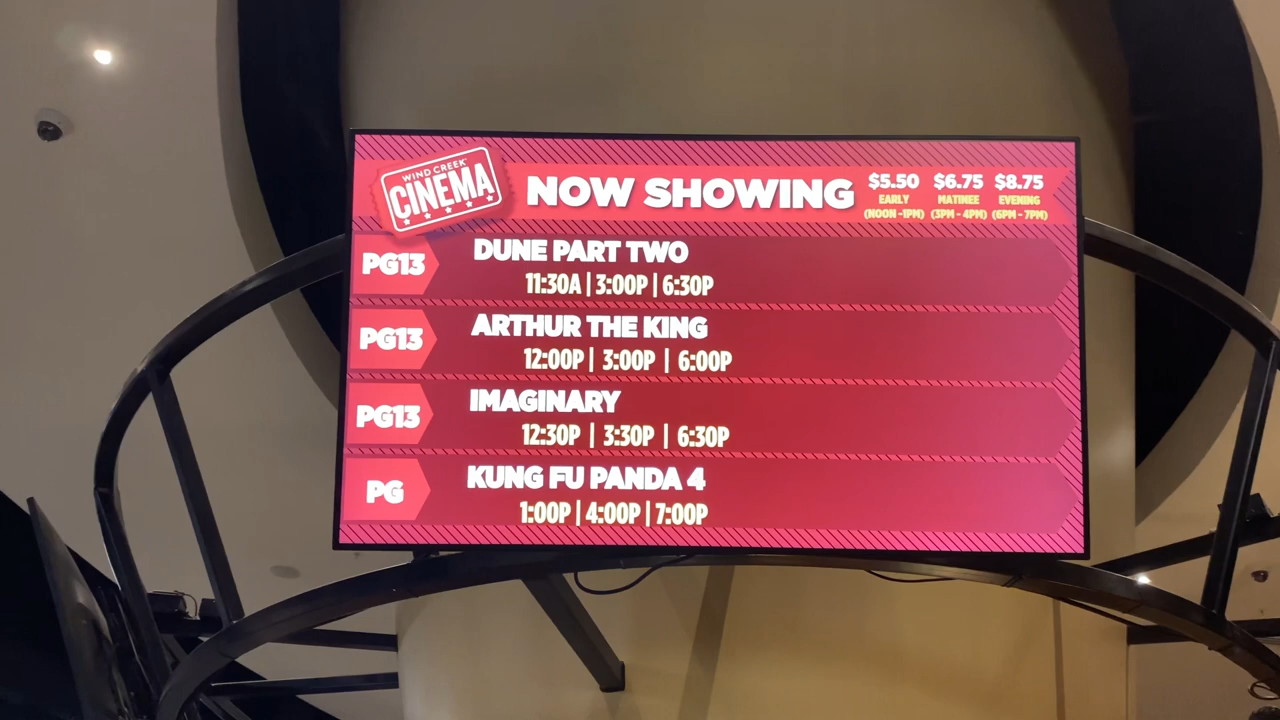 WIND CREEK
CINEMA
NOW SHOWING
$5.50 $6.75 $8.75
EARLY MATINEE EVENING
(NOON -1PM) (3PM - 4PM) (6PM - 7PM)
PG13
DUNE PART TWO
11:30A | 3:00P | 6:30P
PG13
ARTHUR THE KING
12:00P | 3:00P | 6:00P
PG13
IMAGINARY
12:30P | 3:30P | 6:30P
PG
KUNG FU PANDA 4
1:00P | 4:00P | 7:00P